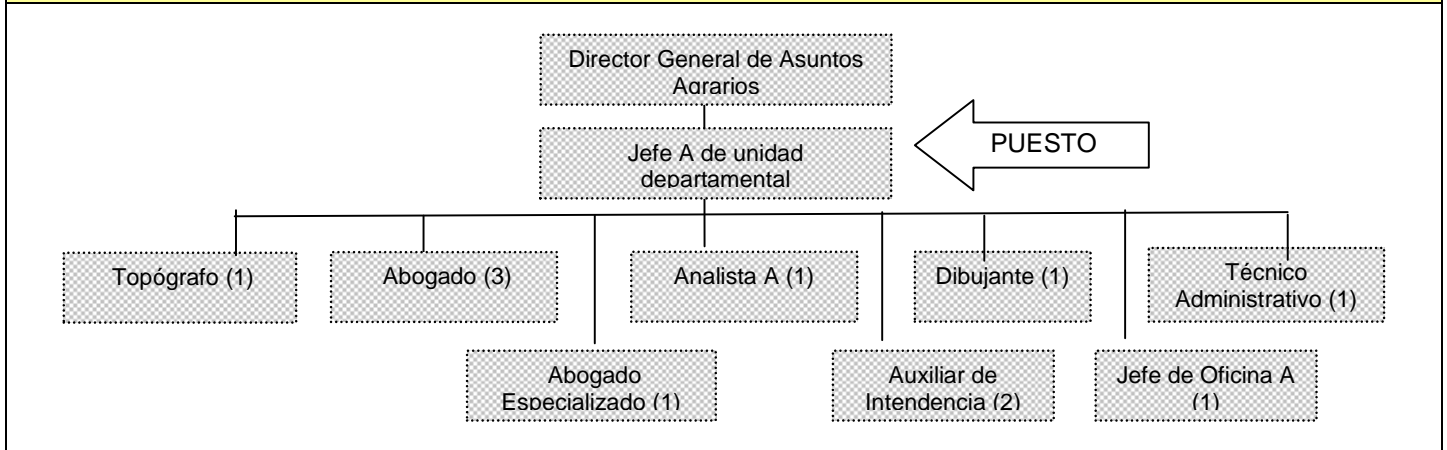 Director General de Asuntos
Agrarios
Jefe A de unidad
departamental
PUESTO
Topógrafo (1)
Abogado (3)
Analista A (1)
Dibujante (1)
Técnico
Administrativo (1)
Abogado
Especializado (1)
Auxiliar de
Intendencia (2)
Jefe de Oficina A
(1)